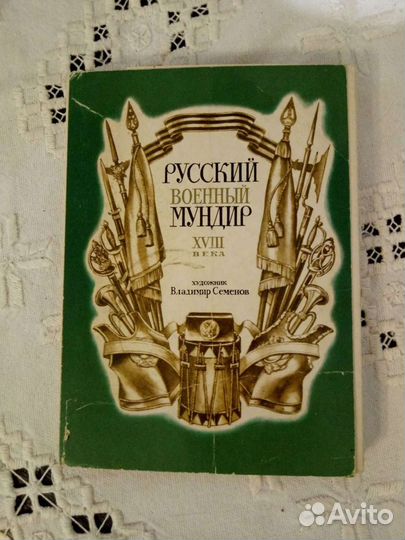 РУССКИЙ
ВОЕННЫЙ
МУНДИР
XVIII
ВЕКА
художник
Владимир Семенов
Avito